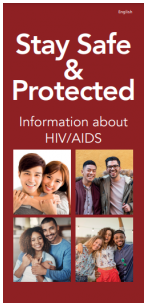 English
Stay Safe
&
Protected
Information about
HIV/AIDS